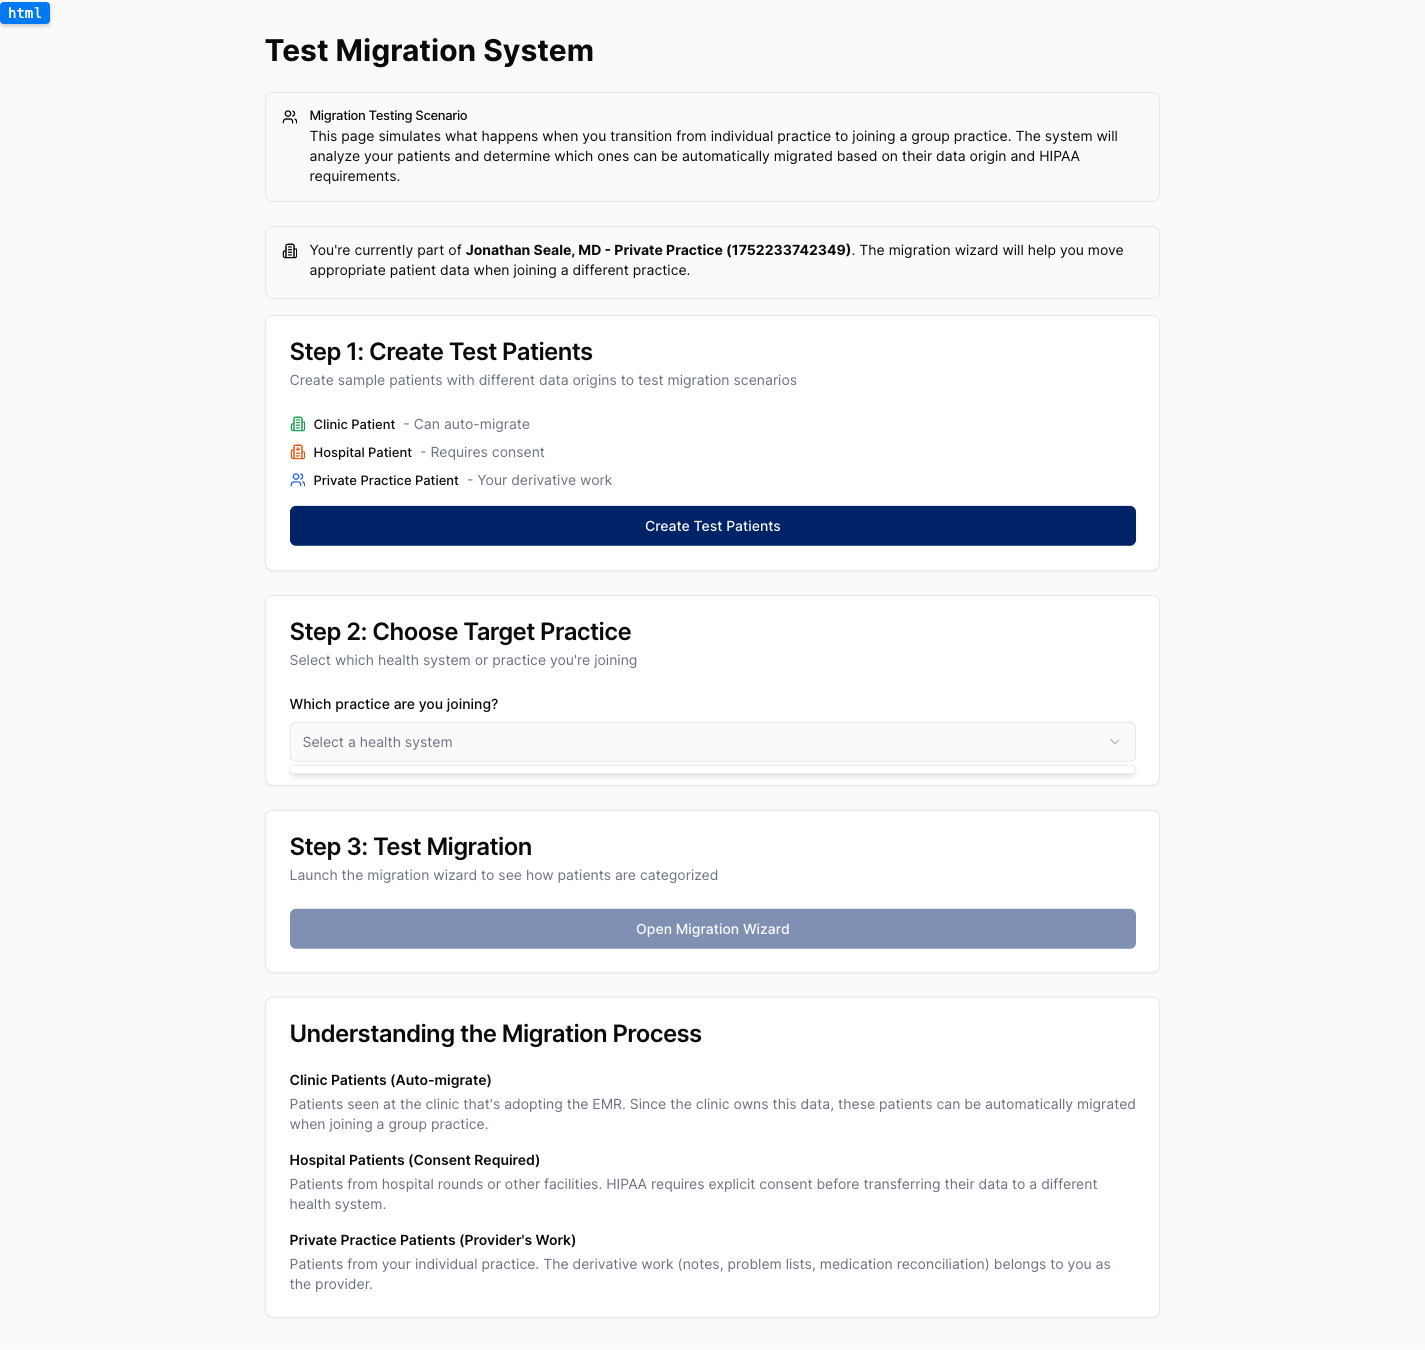 html
Test Migration System
Migration Testing Scenario
This page simulates what happens when you transition from individual practice to joining a group practice. The system will
analyze your patients and determine which ones can be automatically migrated based on their data origin and HIPAA
requirements.
You're currently part of Jonathan Seale, MD - Private Practice (1752233742349). The migration wizard will help you move
appropriate patient data when joining a different practice.
Step 1: Create Test Patients
Create sample patients with different data origins to test migration scenarios
Clinic Patient - Can auto-migrate
Hospital Patient - Requires consent
Private Practice Patient - Your derivative work
Create Test Patients
Step 2: Choose Target Practice
Select which health system or practice you're joining
Which practice are you joining?
Select a health system
Step 3: Test Migration
Launch the migration wizard to see how patients are categorized
Open Migration Wizard
Understanding the Migration Process
Clinic Patients (Auto-migrate)
Patients seen at the clinic that's adopting the EMR. Since the clinic owns this data, these patients can be automatically migrated
when joining a group practice.
Hospital Patients (Consent Required)
Patients from hospital rounds or other facilities. HIPAA requires explicit consent before transferring their data to a different
health system.
Private Practice Patients (Provider's Work)
Patients from your individual practice. The derivative work (notes, problem lists, medication reconciliation) belongs to you as
the provider.